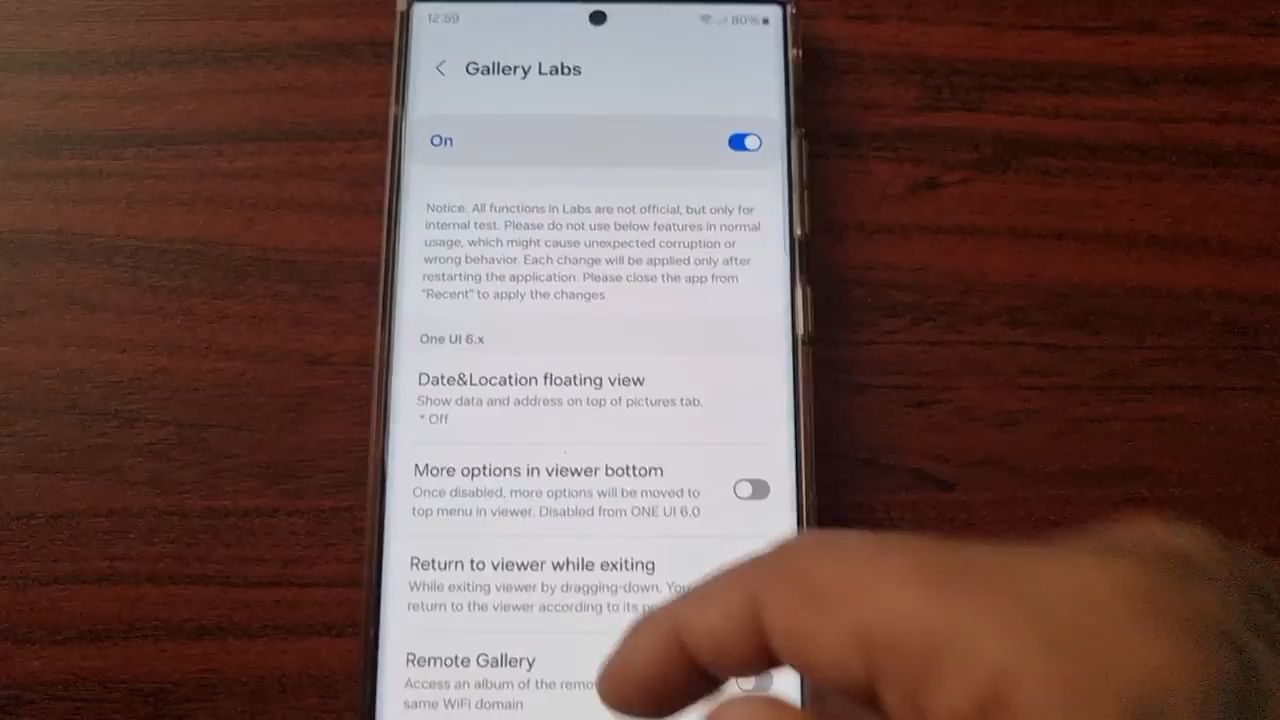 12:59
80%
Gallery Labs
On
Notice: All functions in Labs are not official, but only for
internal test. Please do not use below features in normal
usage, which might cause unexpected corruption or
wrong behavior. Each change will be applied only after
restarting the application. Please close the app from
"Recent" to apply the changes
One UI 6.x
Date&Location floating view
Show data and address on top of pictures tab.
* Off
More options in viewer bottom
Once disabled, more options will be moved to
top menu in viewer. Disabled from ONE UI 6.0
Return to viewer while exiting
While exiting viewer by dragging-down. You
return to the viewer according to its
Remote Gallery
Access an album of the
same WiFi domain